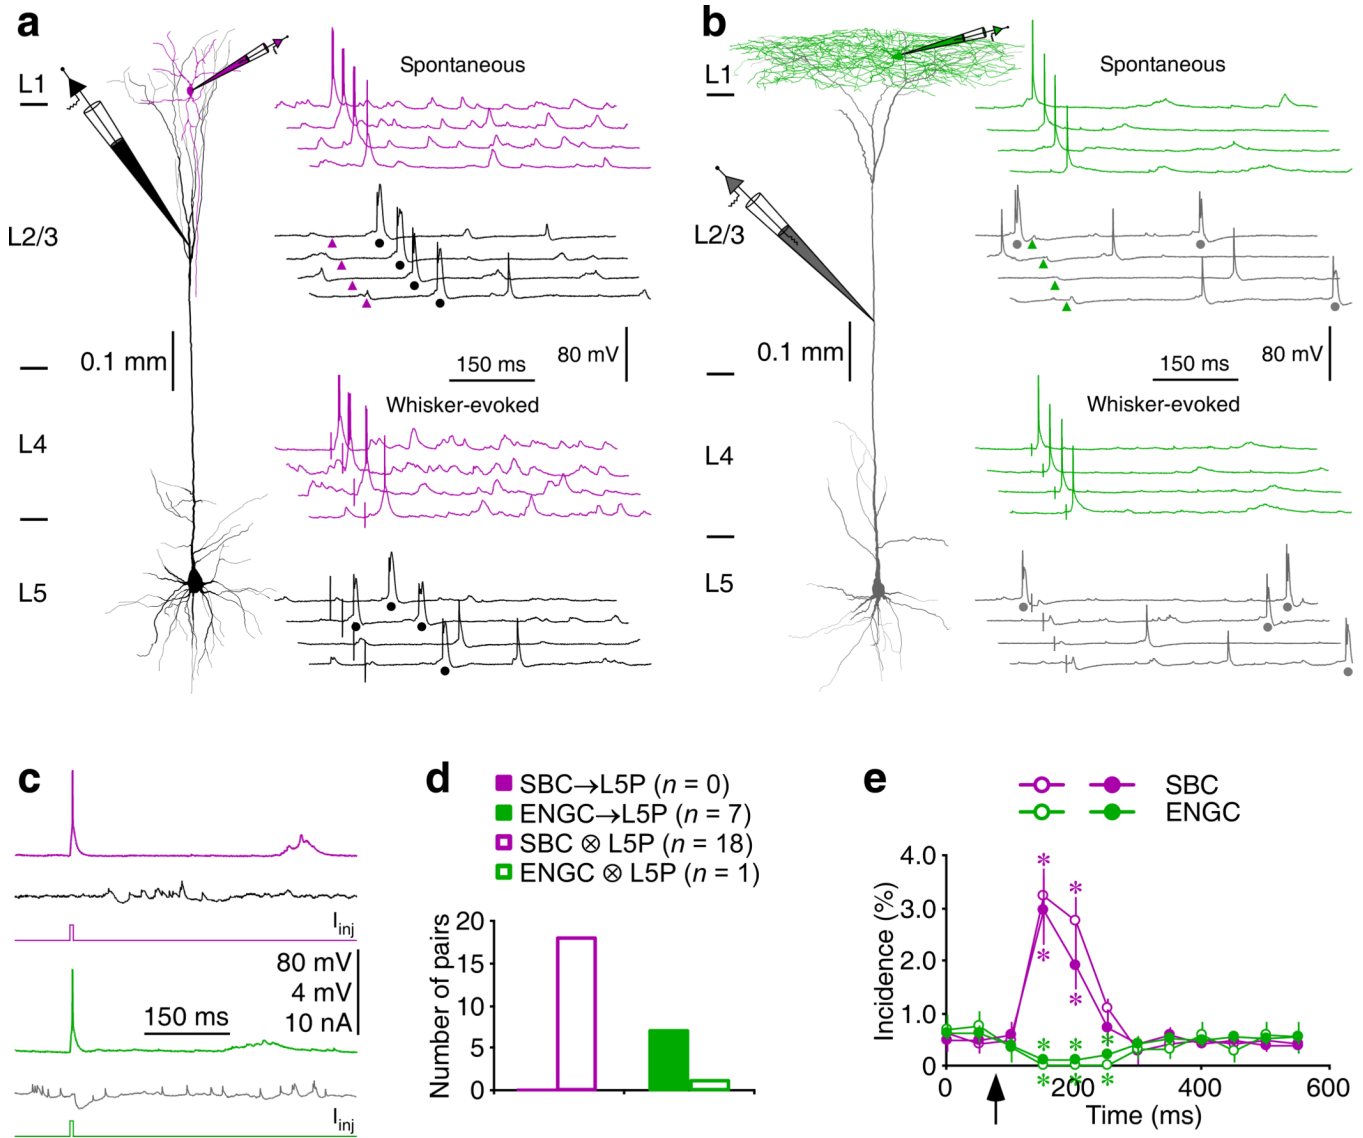 a
L1
L2/3
0.1 mm
L4
L5
Spontaneous
150 ms
80 mV
Whisker-evoked
b
L1
L2/3
0.1 mm
L4
L5
Spontaneous
150 ms
80 mV
Whisker-evoked
c
Iinj
80 mV
4 mV
10 nA
150 ms
Iinj
d
SBC→L5P (n = 0)
ENGC→L5P (n = 7)
SBC ⊗ L5P (n = 18)
ENGC ⊗ L5P (n = 1)
Number of pairs
20
15
10
5
0
e
SBC
ENGC
Incidence (%)
4.0
3.0
2.0
1.0
0
* * * * * * * * * *
0 200 400 600
Time (ms)